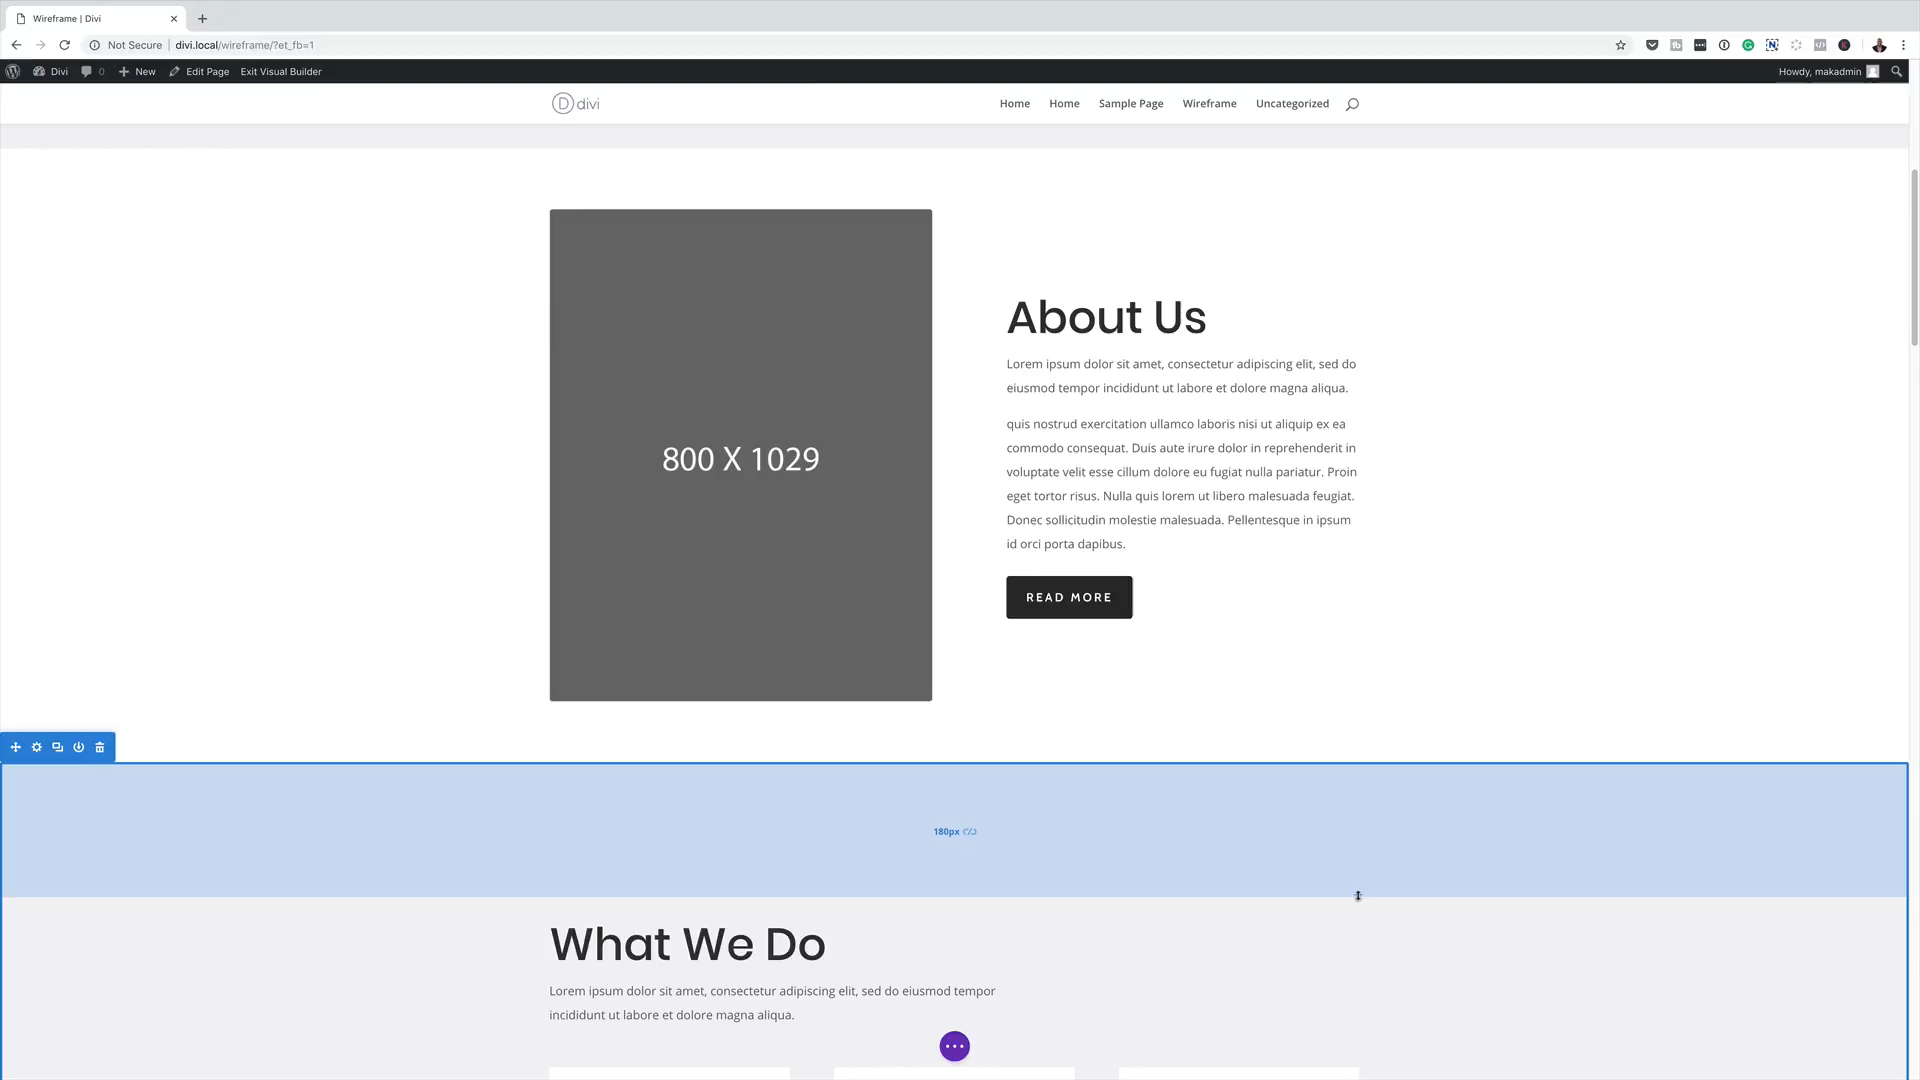 Wireframe | Divi
Not Secure | divi.local/wireframe/?et_fb=1
Divi 0 New Edit Page Exit Visual Builder Howdy, makadmin
D divi Home Home Sample Page Wireframe Uncategorized
800 X 1029
About Us
Lorem ipsum dolor sit amet, consectetur adipiscing elit, sed do
eiusmod tempor incididunt ut labore et dolore magna aliqua.
quis nostrud exercitation ullamco laboris nisi ut aliquip ex ea
commodo consequat. Duis aute irure dolor in reprehenderit in
voluptate velit esse cillum dolore eu fugiat nulla pariatur. Proin
eget tortor risus. Nulla quis lorem ut libero malesuada feugiat.
Donec sollicitudin molestie malesuada. Pellentesque in ipsum
id orci porta dapibus.
READ MORE
180px
What We Do
Lorem ipsum dolor sit amet, consectetur adipiscing elit, sed do eiusmod tempor
incididunt ut labore et dolore magna aliqua.